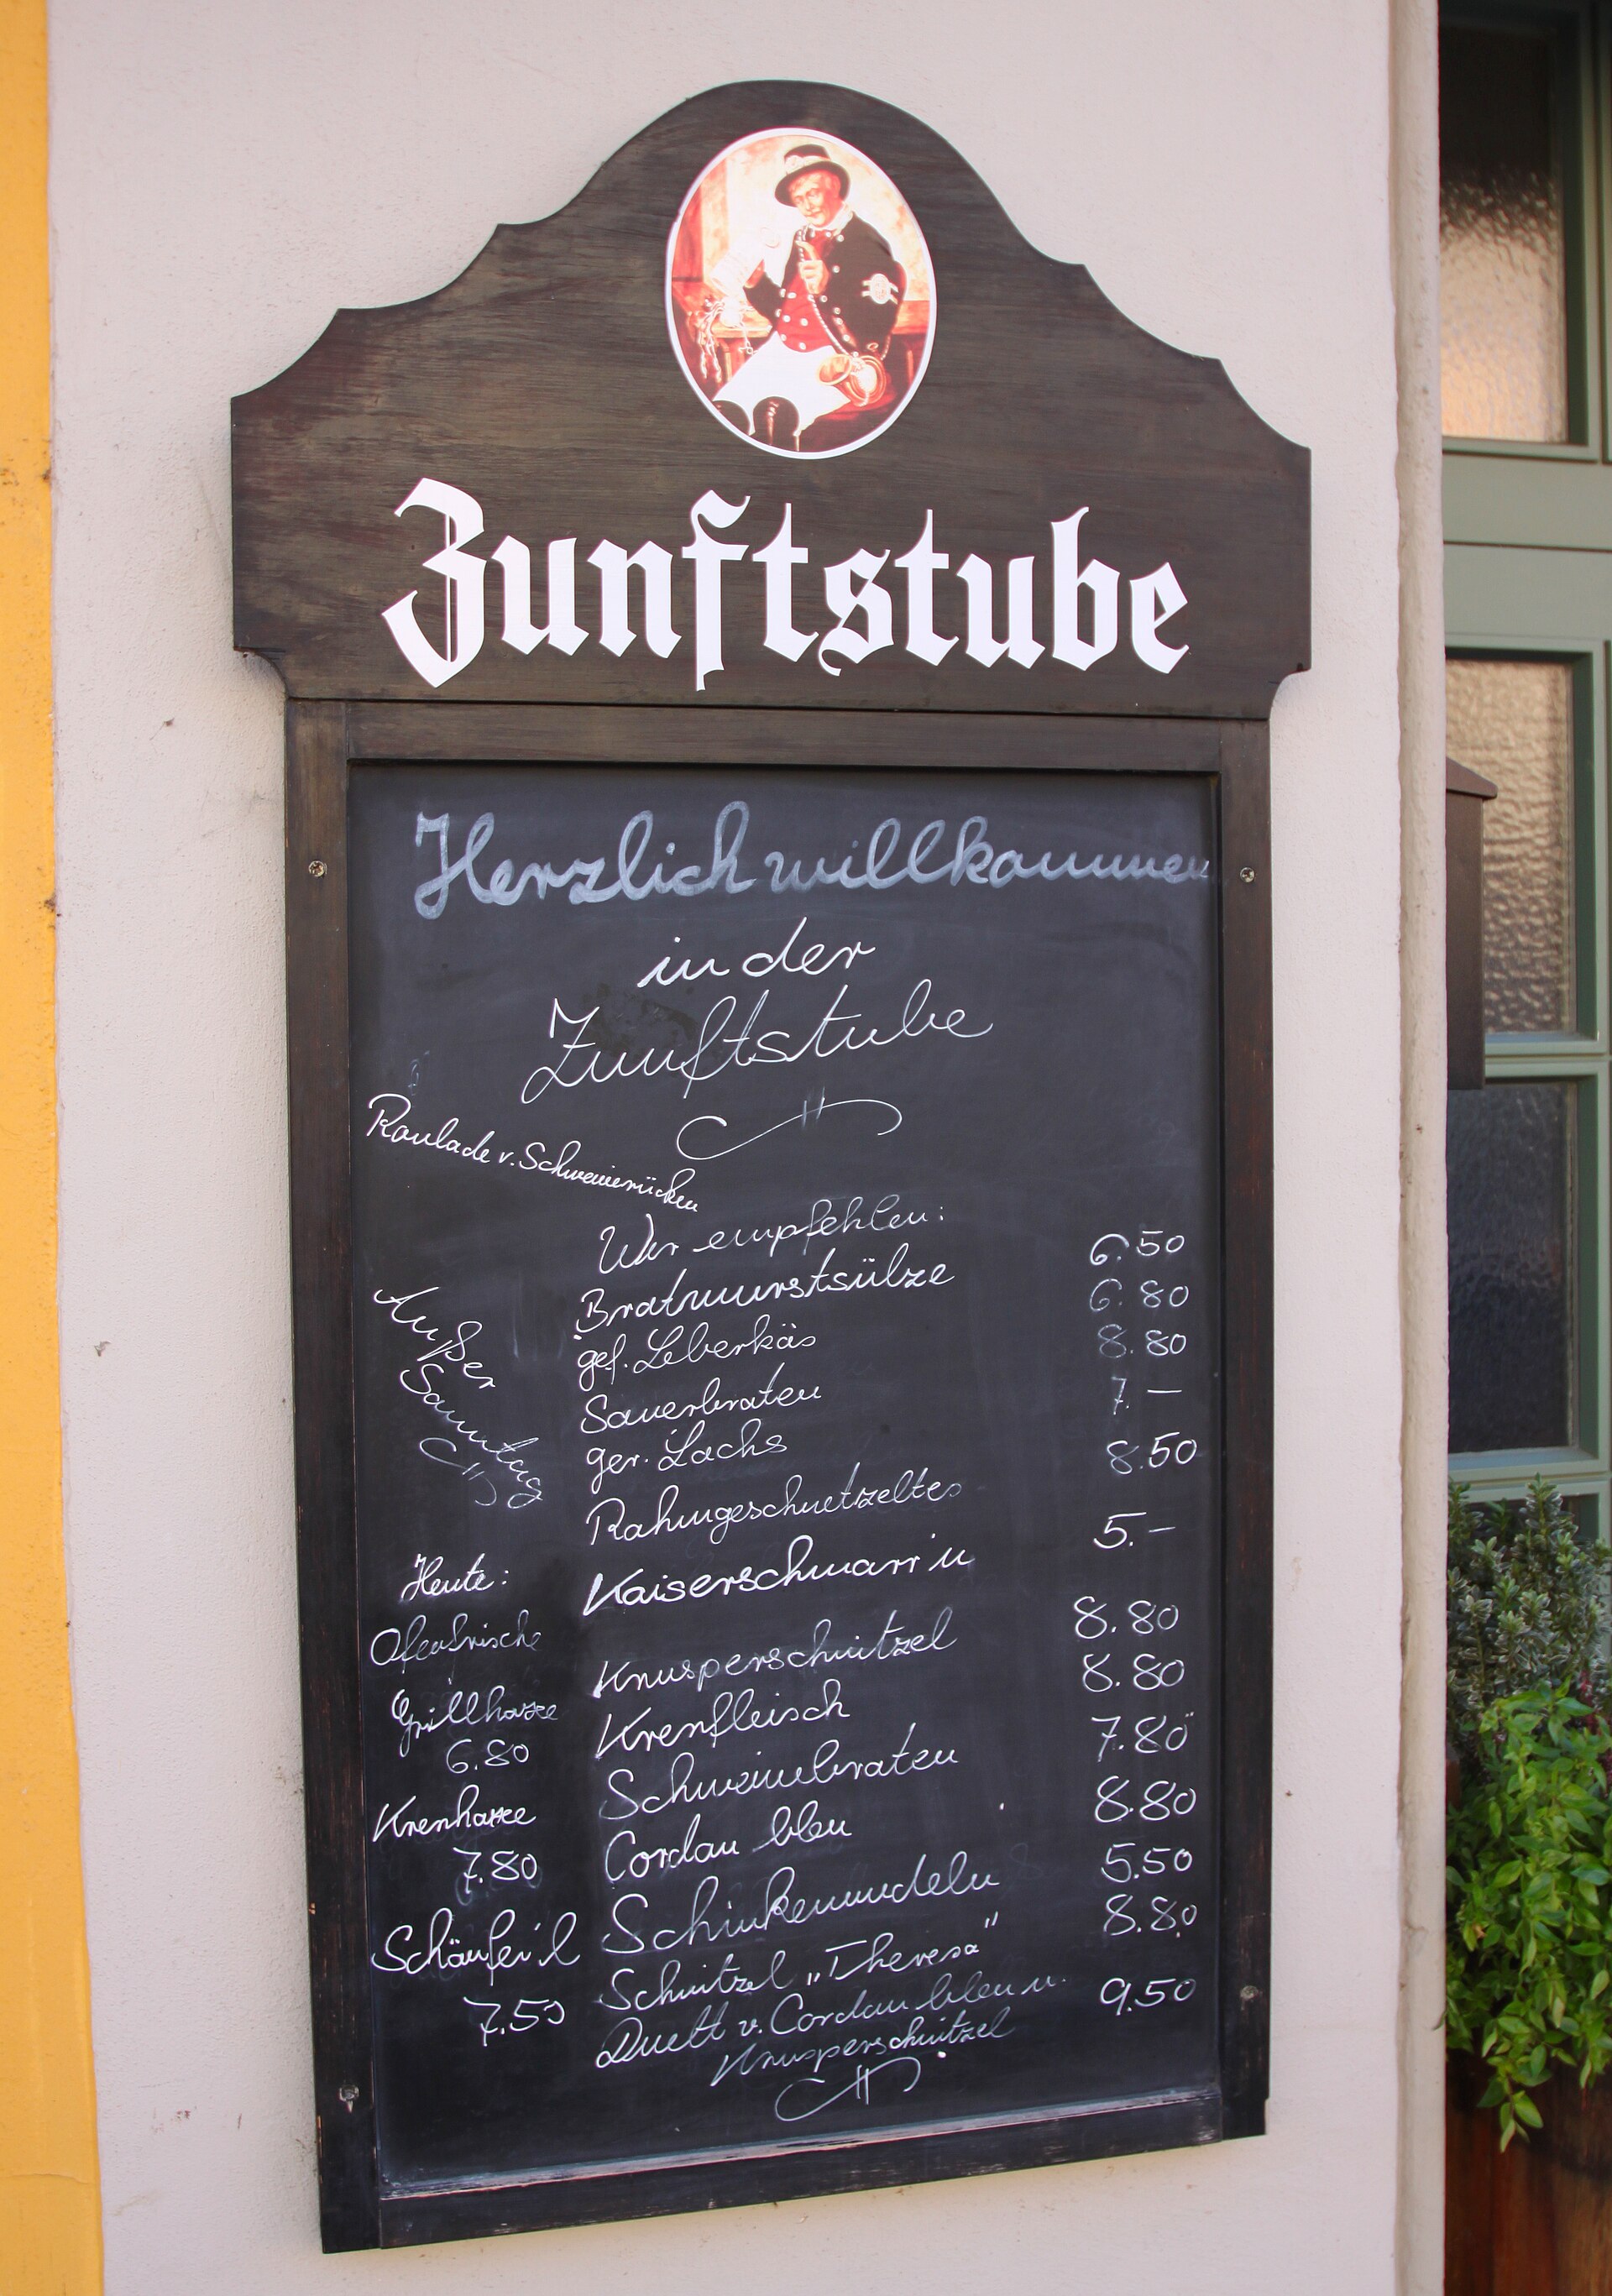 Zunftstube
Herzlich willkommen
in der
Zunftstube
Roulade v. Schweinerücken
Wir empfehlen:
Bratwurstsülze 6.50
gef. Leberkäs 6.80
Sauerbraten 8.80
ger. Lachs 7.—
Rahmgeschnetzeltes 8.50
Kaiserschmarr'n 5.—
Knusperschnitzel 8.80
Krenfleisch 8.80
Schweinebraten 7.80
Cordon bleu 8.80
Schinkennudeln 5.50
Schnitzel „Theresa" 8.80
Duett v. Cordon bleu u. 9.50
Knusperschnitzel
Außer
Samstag
Heute:
Ofenfrische
Grillhaxe
6.80
Krenhaxe
7.80
Schäufer'l
7.50